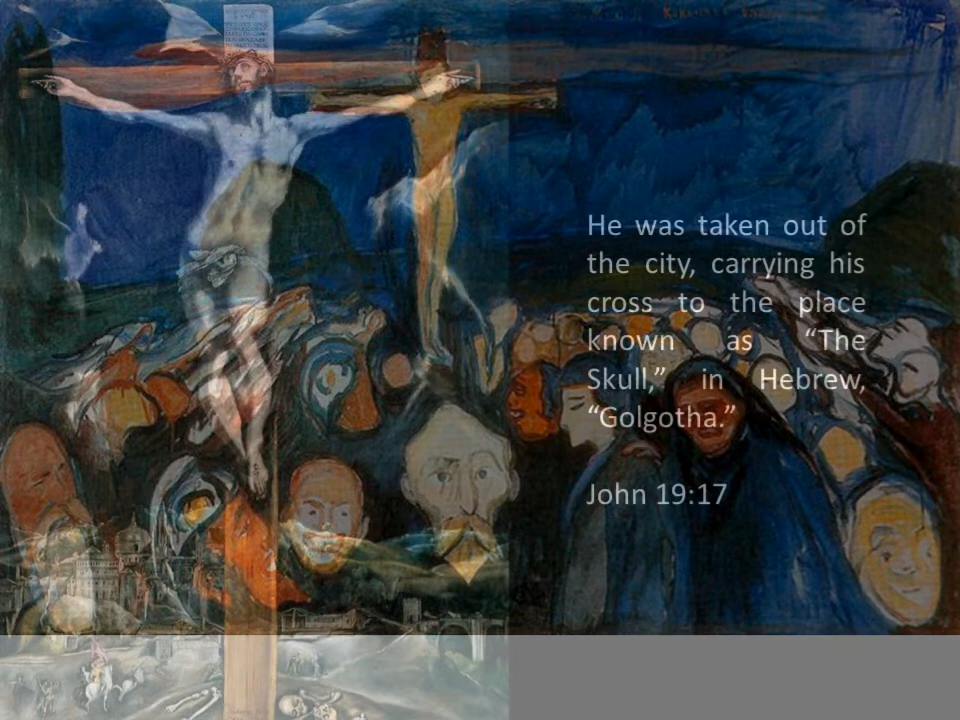 He was taken out of
the city, carrying his
cross to the place
known as “The
Skull,” in Hebrew,
“Golgotha.”
John 19:17